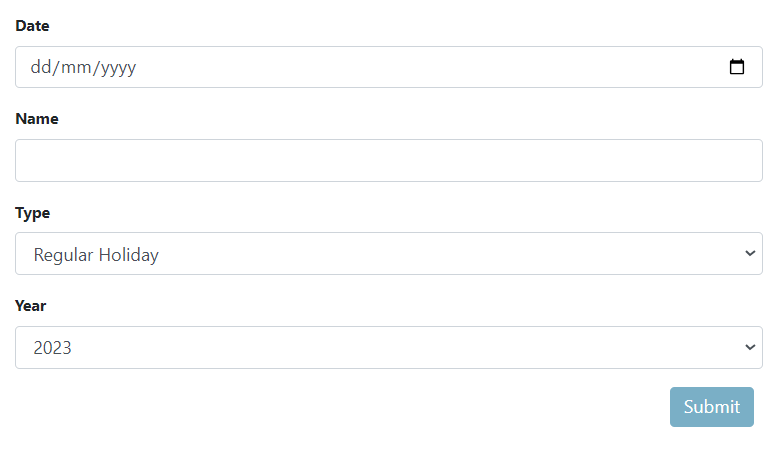 Date
dd/mm/yyyy
Name
Type
Regular Holiday
Year
2023
Submit